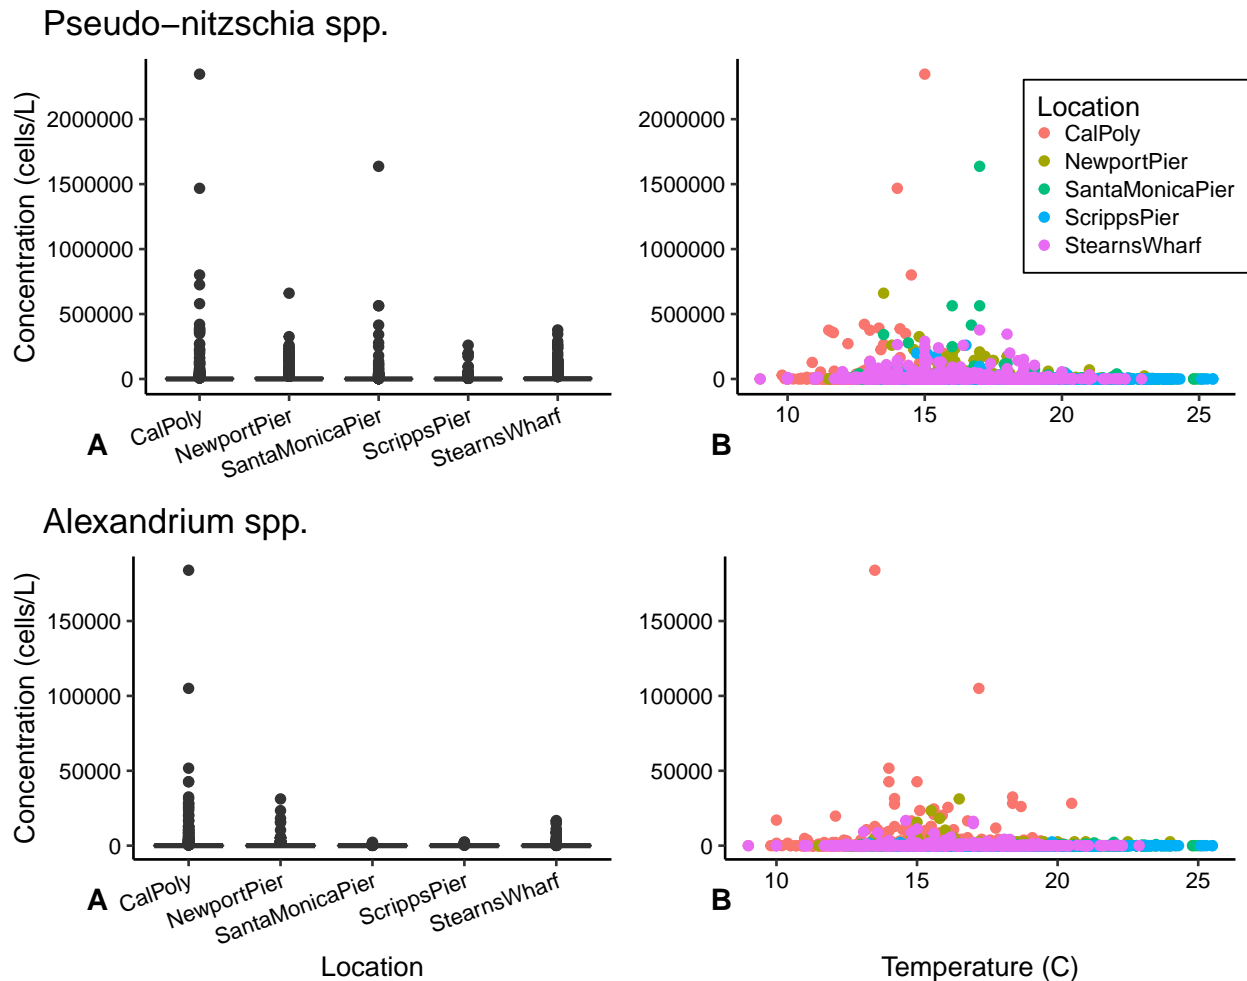 Pseudo−nitzschia spp.
Concentration (cells/L)
2000000
1500000
1000000
500000
0
CalPoly
NewportPier
SantaMonicaPier
ScrippsPier
StearnsWharf
A
2000000
1500000
1000000
500000
0
10
15
20
25
B
Location
CalPoly
NewportPier
SantaMonicaPier
ScrippsPier
StearnsWharf
Alexandrium spp.
Concentration (cells/L)
150000
100000
50000
0
CalPoly
NewportPier
SantaMonicaPier
ScrippsPier
StearnsWharf
A
Location
150000
100000
50000
0
10
15
20
25
B
Temperature (C)